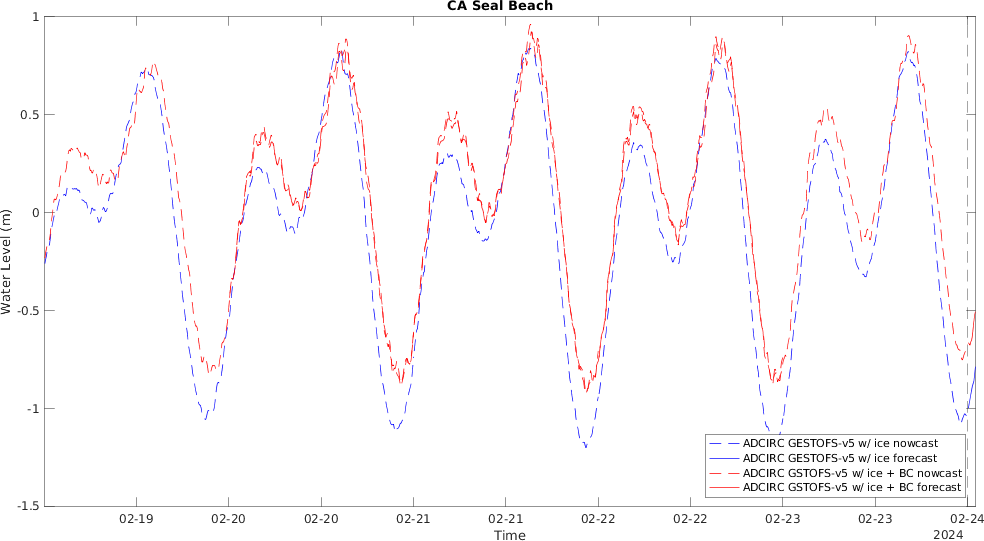 CA Seal Beach
1
0.5
0
-0.5
-1
-1.5
Water Level (m)
ADCIRC GESTOFS-v5 w/ ice nowcast
ADCIRC GESTOFS-v5 w/ ice forecast
ADCIRC GSTOFS-v5 w/ ice + BC nowcast
ADCIRC GSTOFS-v5 w/ ice + BC forecast
02-19 02-20 02-20 02-21 02-21 02-22 02-22 02-23 02-23 02-24
Time
2024